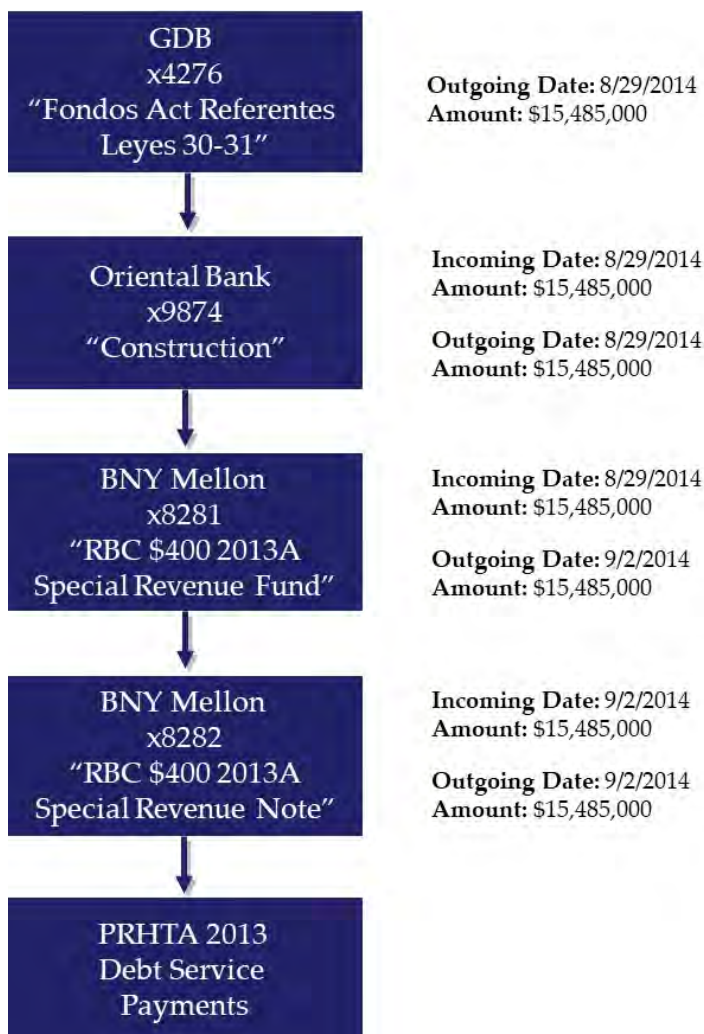 GDB
x4276
“Fondos Act Referentes
Leyes 30-31”
Outgoing Date: 8/29/2014
Amount: $15,485,000
Oriental Bank
x9874
“Construction”
Incoming Date: 8/29/2014
Amount: $15,485,000
Outgoing Date: 8/29/2014
Amount: $15,485,000
BNY Mellon
x8281
“RBC $400 2013A
Special Revenue Fund”
Incoming Date: 8/29/2014
Amount: $15,485,000
Outgoing Date: 9/2/2014
Amount: $15,485,000
BNY Mellon
x8282
“RBC $400 2013A
Special Revenue Note”
Incoming Date: 9/2/2014
Amount: $15,485,000
Outgoing Date: 9/2/2014
Amount: $15,485,000
PRHTA 2013
Debt Service
Payments